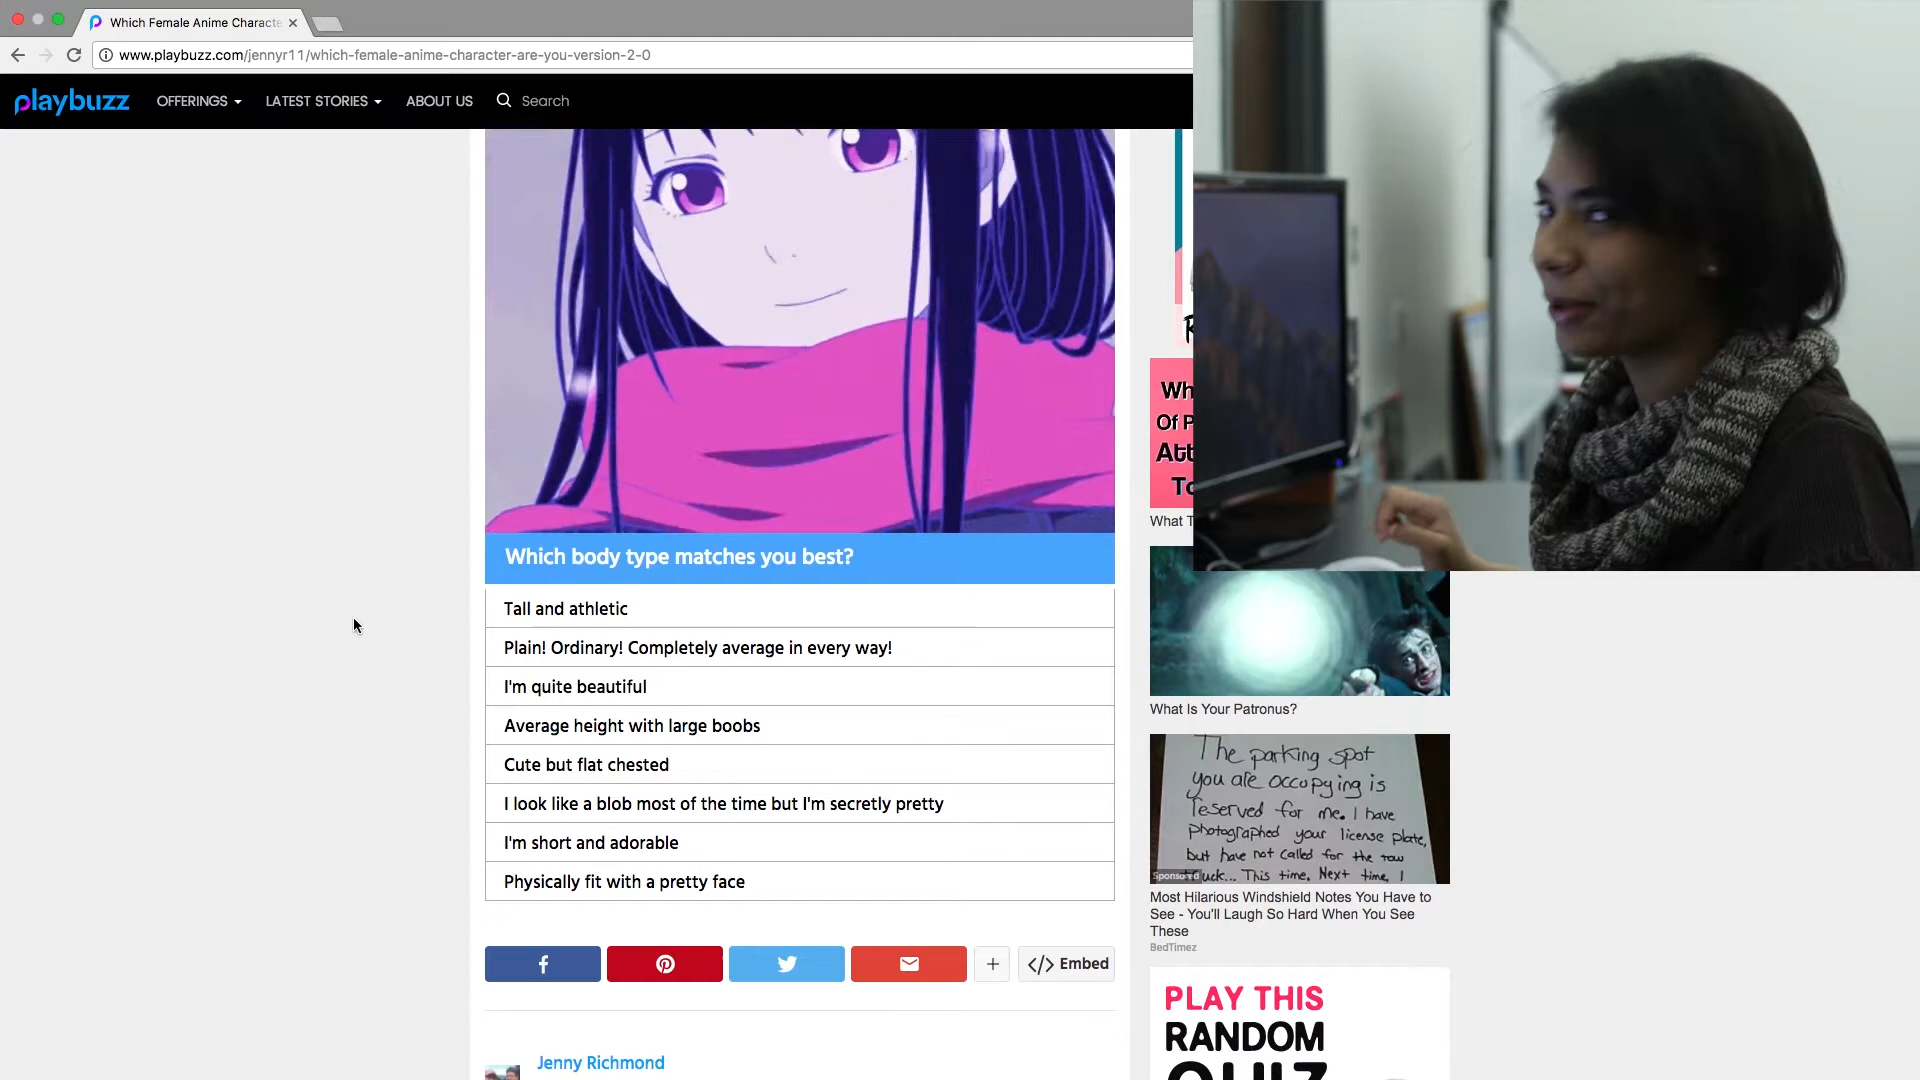 Which Female Anime Characte
www.playbuzz.com/jennyr11/which-female-anime-character-are-you-version-2-0
playbuzz
OFFERINGS
LATEST STORIES
ABOUT US
Search
Which body type matches you best?
Tall and athletic
Plain! Ordinary! Completely average in every way!
I'm quite beautiful
Average height with large boobs
Cute but flat chested
I look like a blob most of the time but I'm secretly pretty
I'm short and adorable
Physically fit with a pretty face
Embed
Jenny Richmond
Wh
Of P
Att
To
What T
What Is Your Patronus?
The parking spot
you are occupying is
reserved for me. I have
photographed your license plate,
but have not called for the tow
truck... This time. Next time, I
Sponsored
Most Hilarious Windshield Notes You Have to
See - You'll Laugh So Hard When You See
These
BedTimez
PLAY THIS
RANDOM
QUIZ